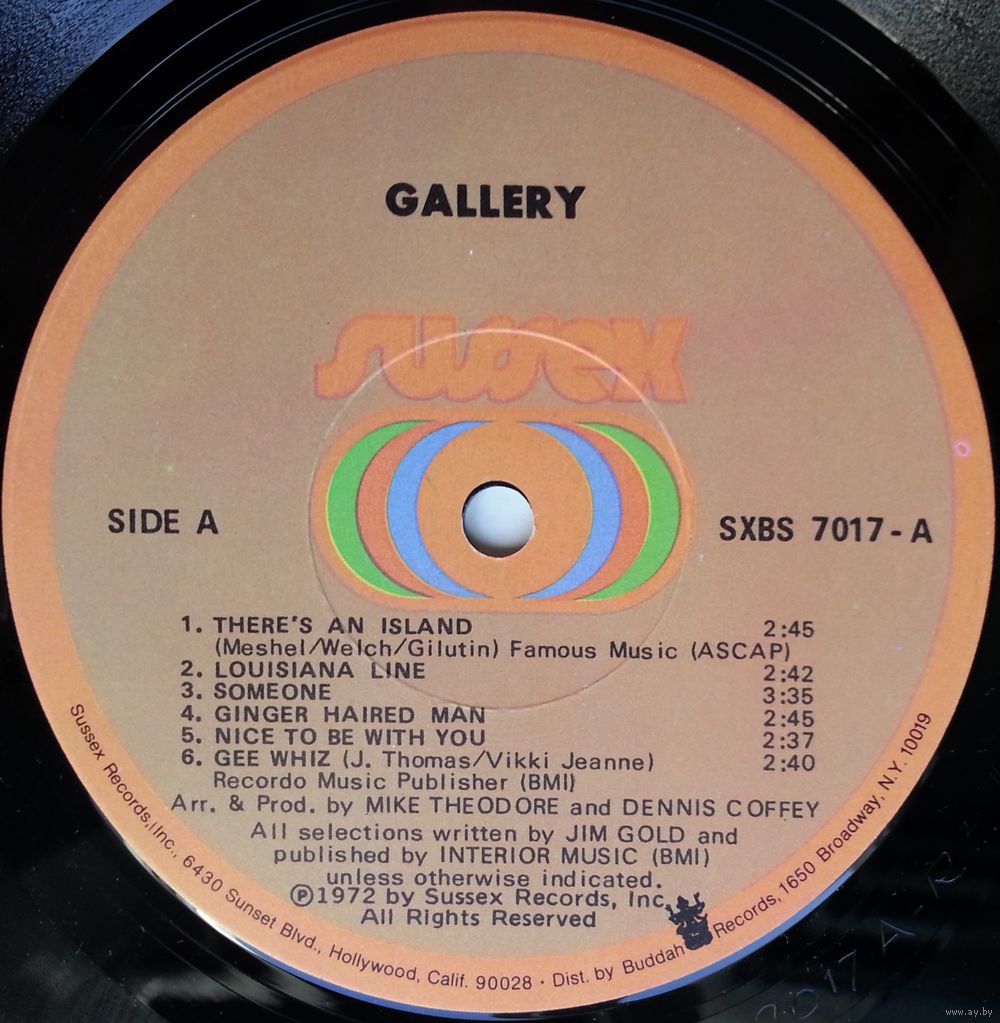 GALLERY
sussex
SIDE A
SXBS 7017-A
1. THERE'S AN ISLAND 2:45
(Meshel/Welch/Gilutin) Famous Music (ASCAP)
2. LOUISIANA LINE 2:42
3. SOMEONE 3:35
4. GINGER HAIRED MAN 2:45
5. NICE TO BE WITH YOU 2:37
6. GEE WHIZ (J. Thomas/Vikki Jeanne) 2:40
Recordo Music Publisher (BMI)
Arr. & Prod. by MIKE THEODORE and DENNIS COFFEY
All selections written by JIM GOLD and
published by INTERIOR MUSIC (BMI)
unless otherwise indicated.
Ⓟ1972 by Sussex Records, Inc.
All Rights Reserved
Sussex Records, Inc., 6430 Sunset Blvd., Hollywood, Calif. 90028 · Dist. by Buddah Records, 1650 Broadway, N.Y. 10019
www.ay.by